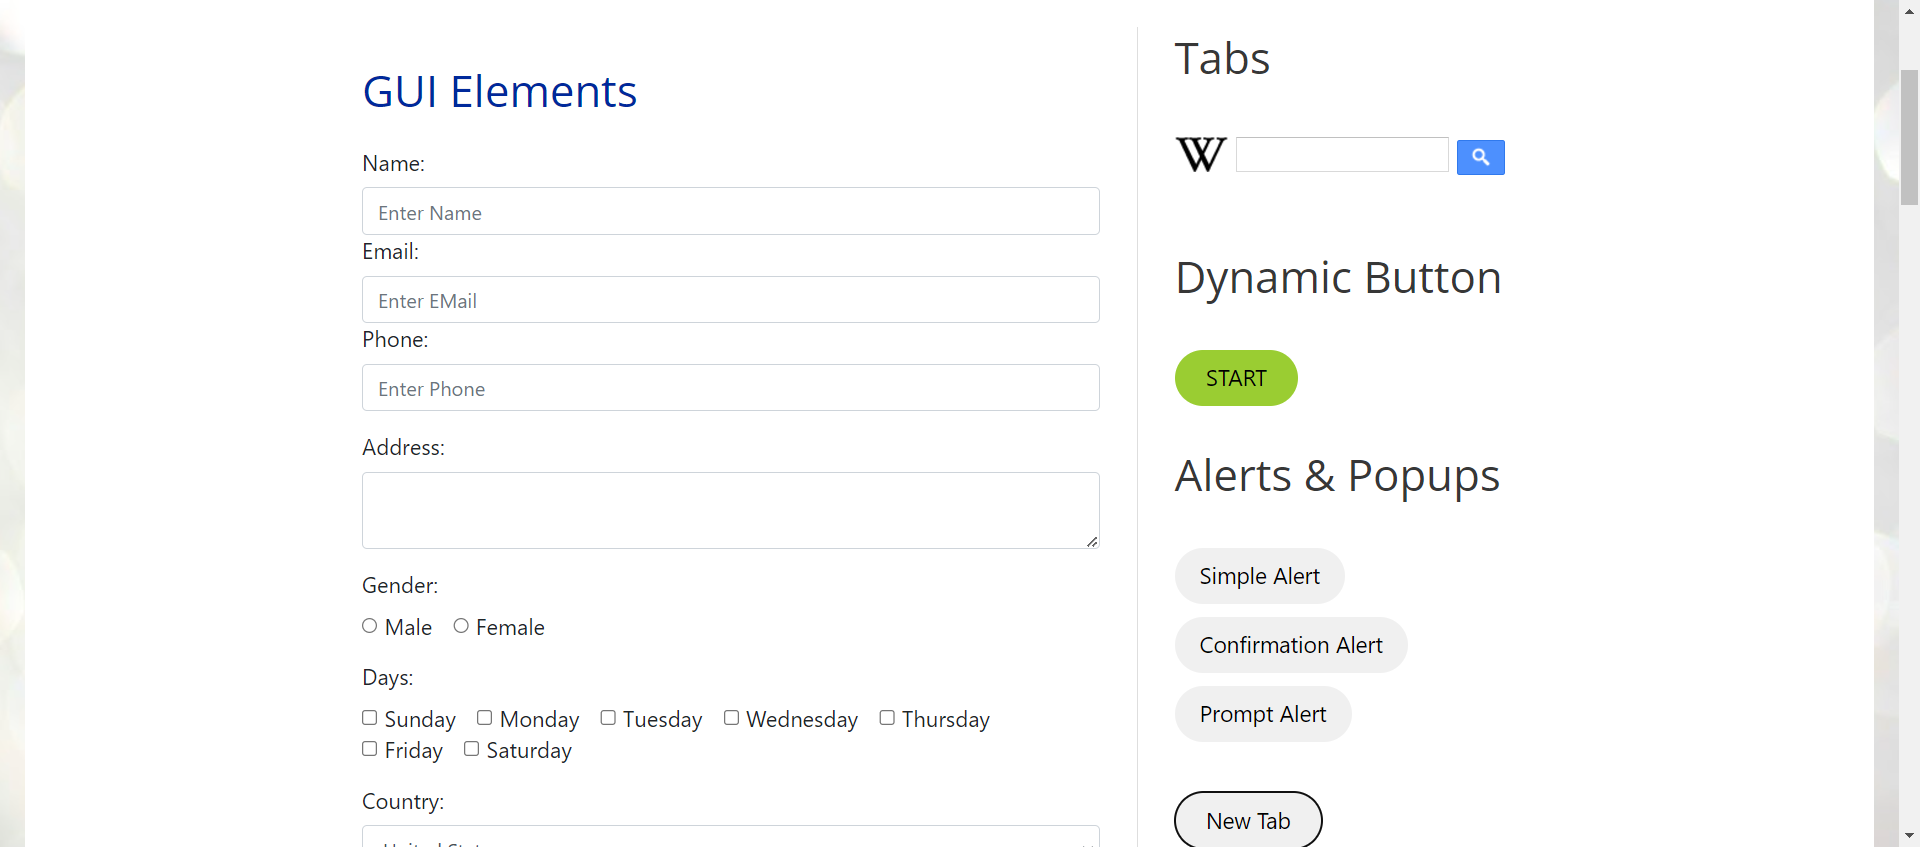 GUI Elements
Name:
Enter Name
Email:
Enter EMail
Phone:
Enter Phone
Address:
Gender:
Male Female
Days:
Sunday Monday Tuesday Wednesday Thursday
Friday Saturday
Country:
Tabs
W
Dynamic Button
START
Alerts & Popups
Simple Alert
Confirmation Alert
Prompt Alert
New Tab